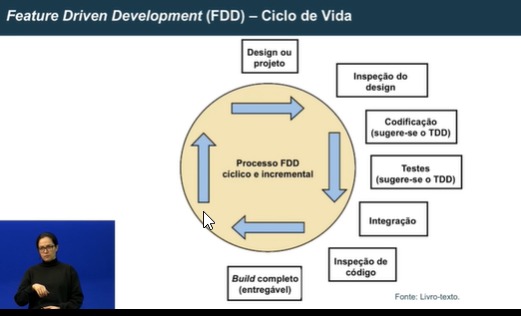 Feature Driven Development (FDD) – Ciclo de Vida
Design ou
projeto
Inspeção do
design
Codificação
(sugere-se o TDD)
Testes
(sugere-se o TDD)
Processo FDD
cíclico e incremental
Integração
Inspeção de
código
Build completo
(entregável)
Fonte: Livro-texto.